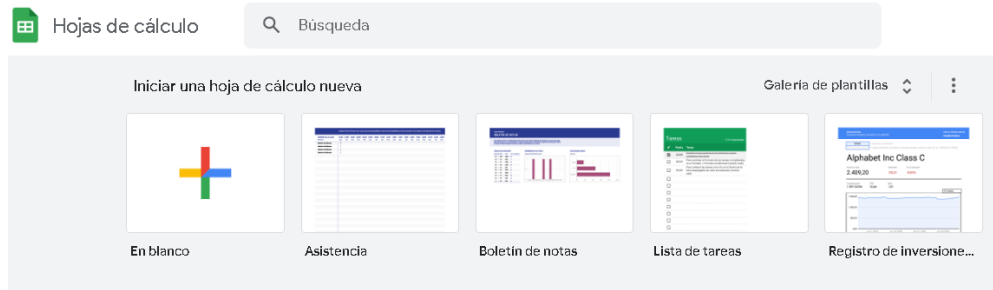 Hojas de cálculo
Búsqueda
Iniciar una hoja de cálculo nueva
Galería de plantillas
Tareas
Alphabet Inc Class C
2.489,20
En blanco
Asistencia
Boletín de notas
Lista de tareas
Registro de inversione...